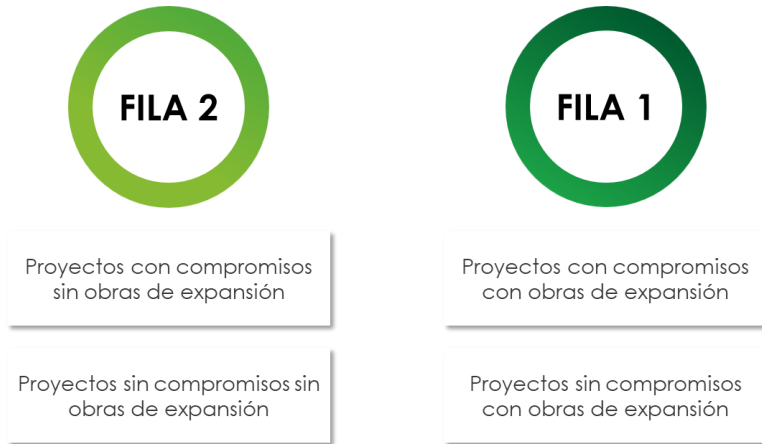 FILA 2
Proyectos con compromisos
sin obras de expansión
Proyectos sin compromisos sin
obras de expansión
FILA 1
Proyectos con compromisos
con obras de expansión
Proyectos sin compromisos
con obras de expansión